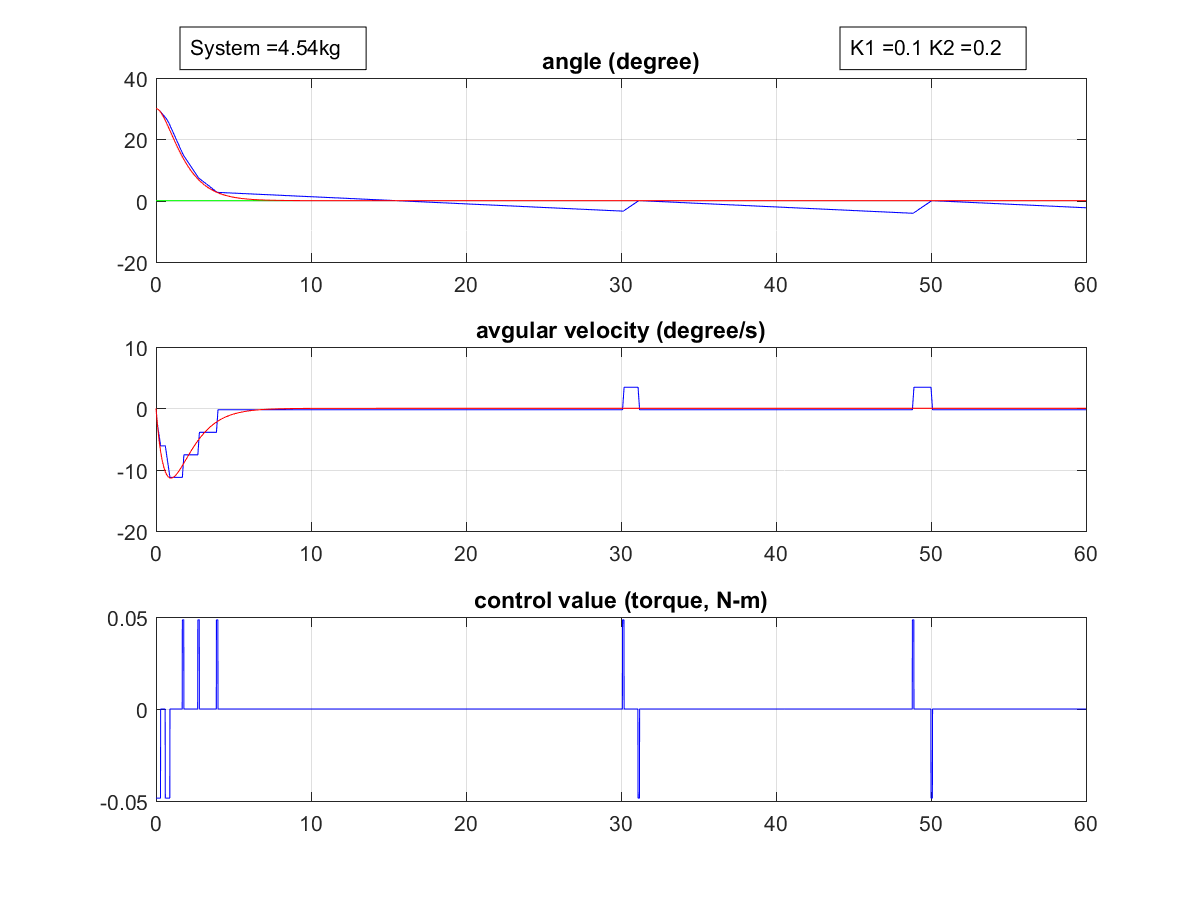 System =4.54kg
K1 =0.1 K2 =0.2
angle (degree)
40
20
0
-20
0 10 20 30 40 50 60
avgular velocity (degree/s)
10
0
-10
-20
0 10 20 30 40 50 60
control value (torque, N-m)
0.05
0
-0.05
0 10 20 30 40 50 60